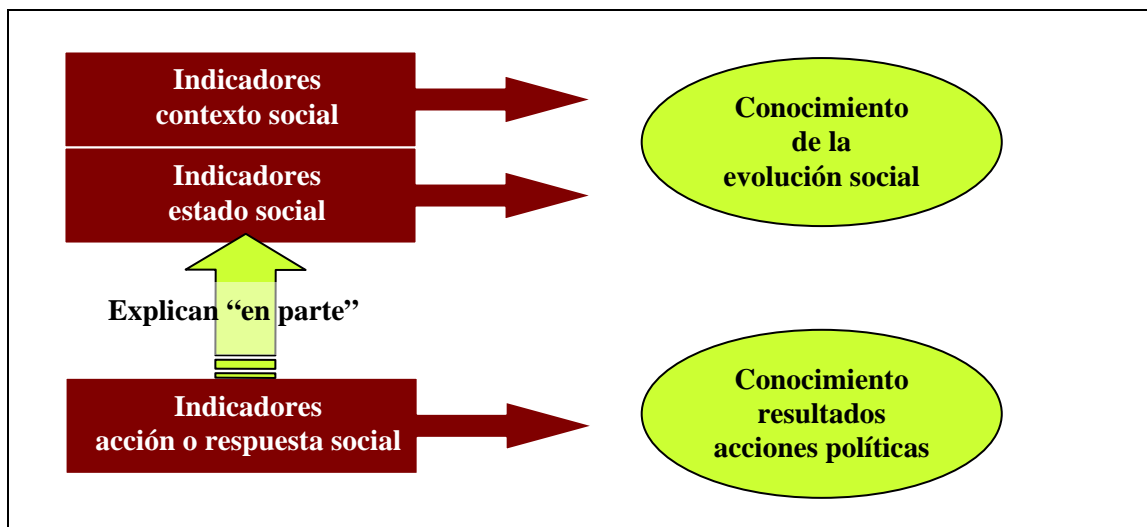 Indicadores
contexto social
Conocimiento
de la
evolución social
Indicadores
estado social
Explican “en parte”
Indicadores
acción o respuesta social
Conocimiento
resultados
acciones políticas